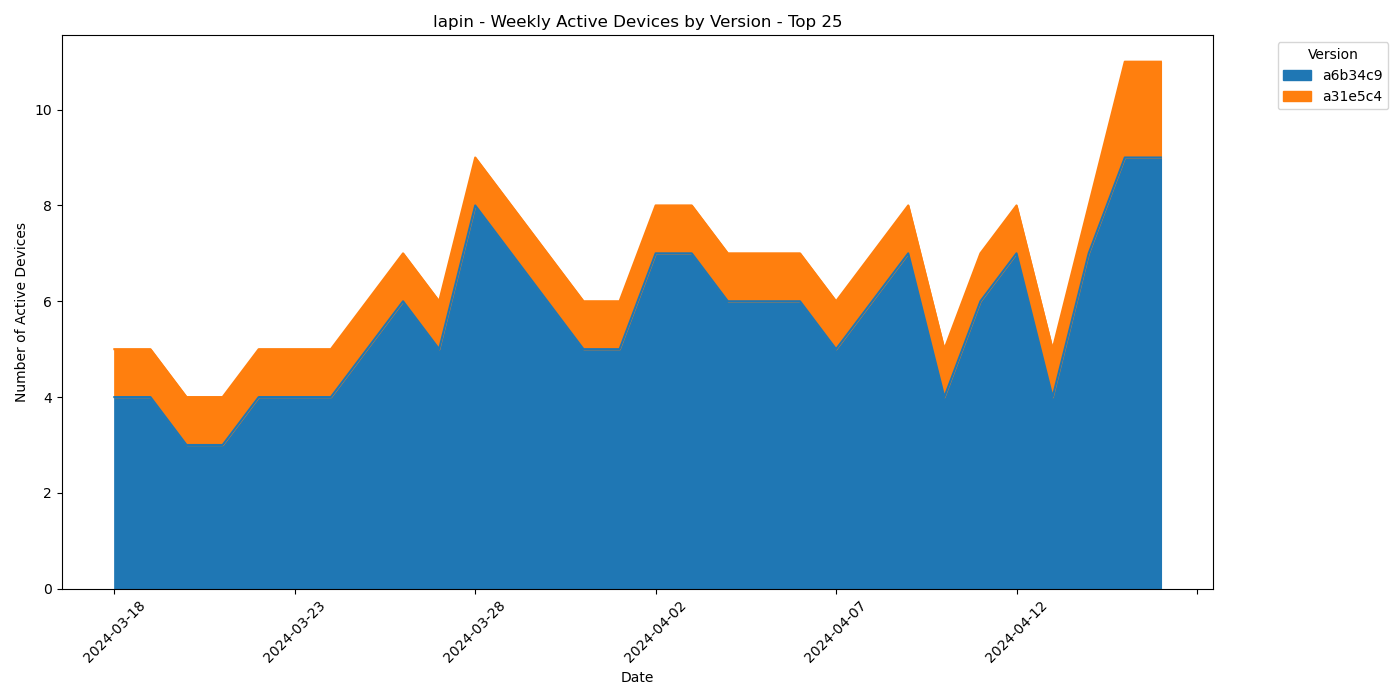 lapin - Weekly Active Devices by Version - Top 25
Version
a6b34c9
a31e5c4
10
8
6
4
2
0
Number of Active Devices
2024-03-18
2024-03-23
2024-03-28
2024-04-02
2024-04-07
2024-04-12
Date